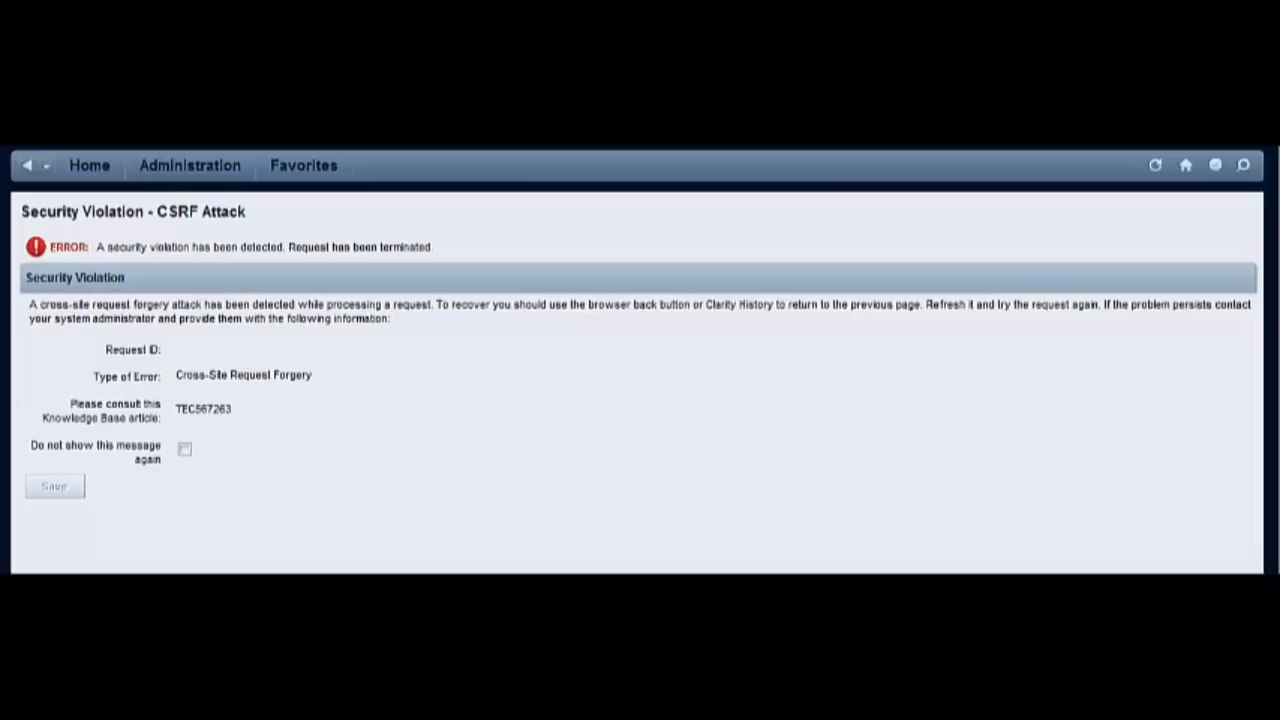 Home Administration Favorites
Security Violation - CSRF Attack
ERROR: A security violation has been detected. Request has been terminated.
Security Violation
A cross-site request forgery attack has been detected while processing a request. To recover you should use the browser back button or Clarity History to return to the previous page. Refresh it and try the request again. If the problem persists contact
your system administrator and provide them with the following information:
Request ID:
Type of Error: Cross-Site Request Forgery
Please consult this
Knowledge Base article: TEC567263
Do not show this message
again
Save